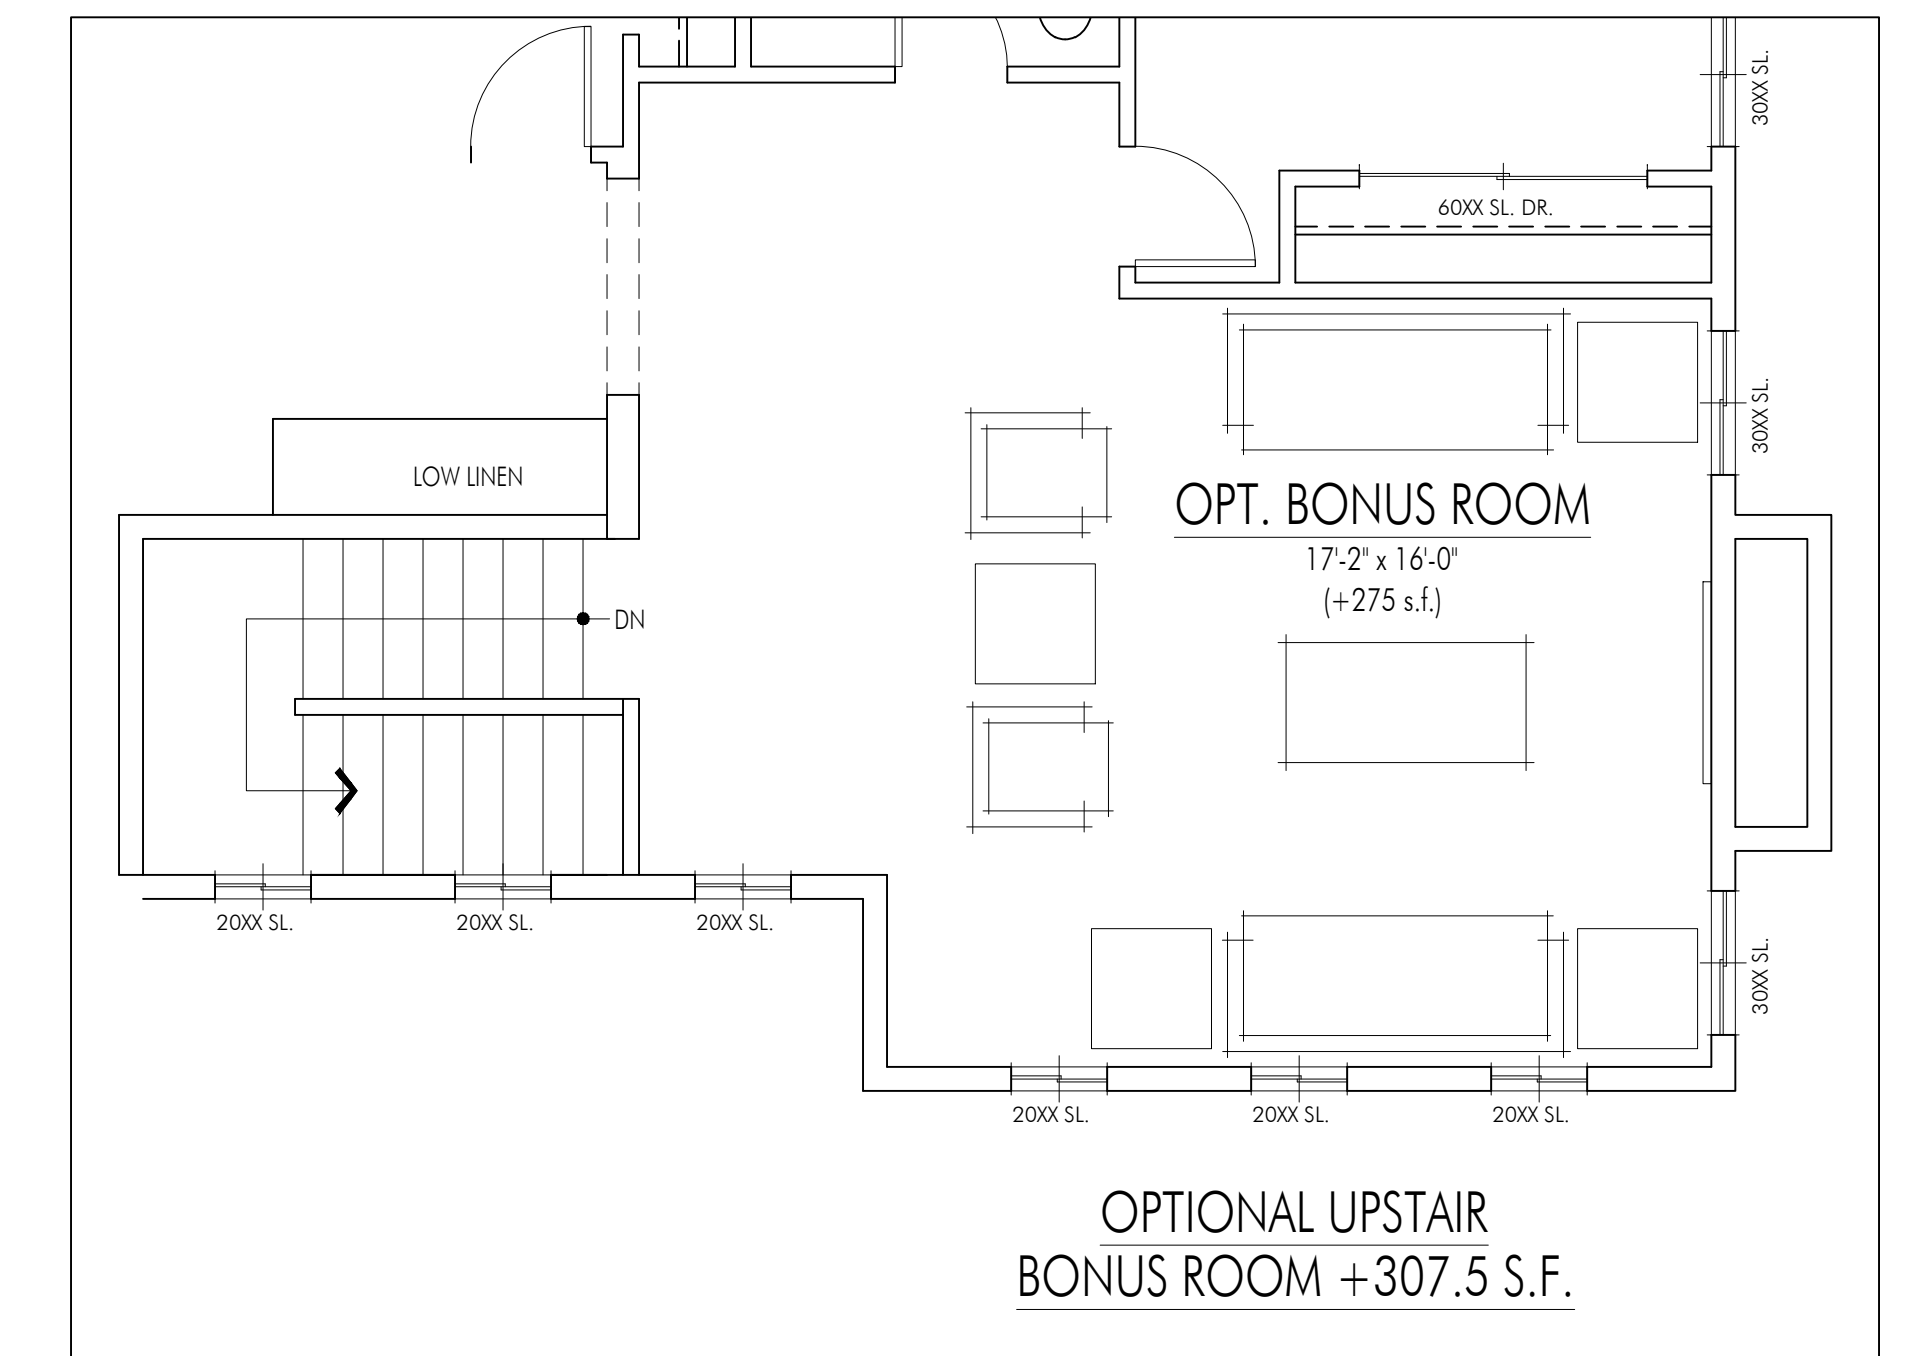 30XX SL.
60XX SL. DR.
30XX SL.
LOW LINEN
OPT. BONUS ROOM
17'-2" x 16'-0"
(+275 s.f.)
DN
20XX SL.
20XX SL.
20XX SL.
30XX SL.
20XX SL.
20XX SL.
20XX SL.
OPTIONAL UPSTAIR
BONUS ROOM +307.5 S.F.